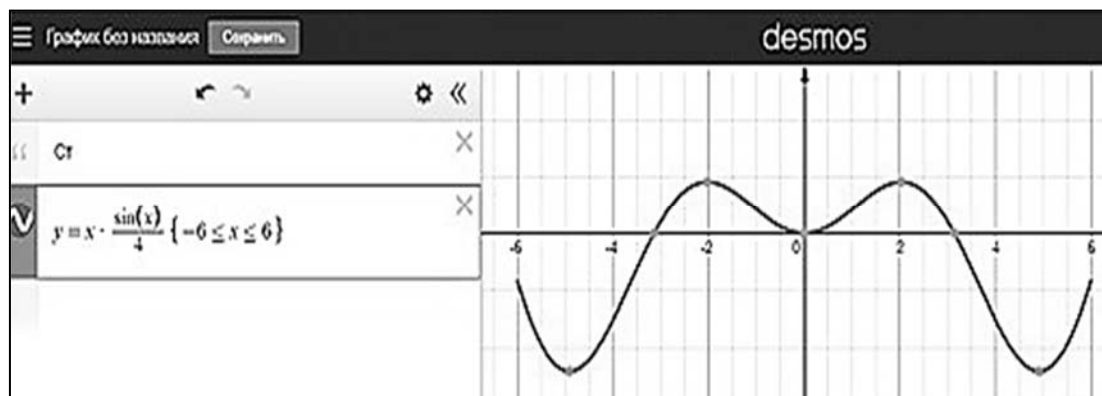 График без названия Сохранить desmos
Ст
y = x · sin(x)/4 {-6 ≤ x ≤ 6}
-6 -4 -2 0 2 4 6